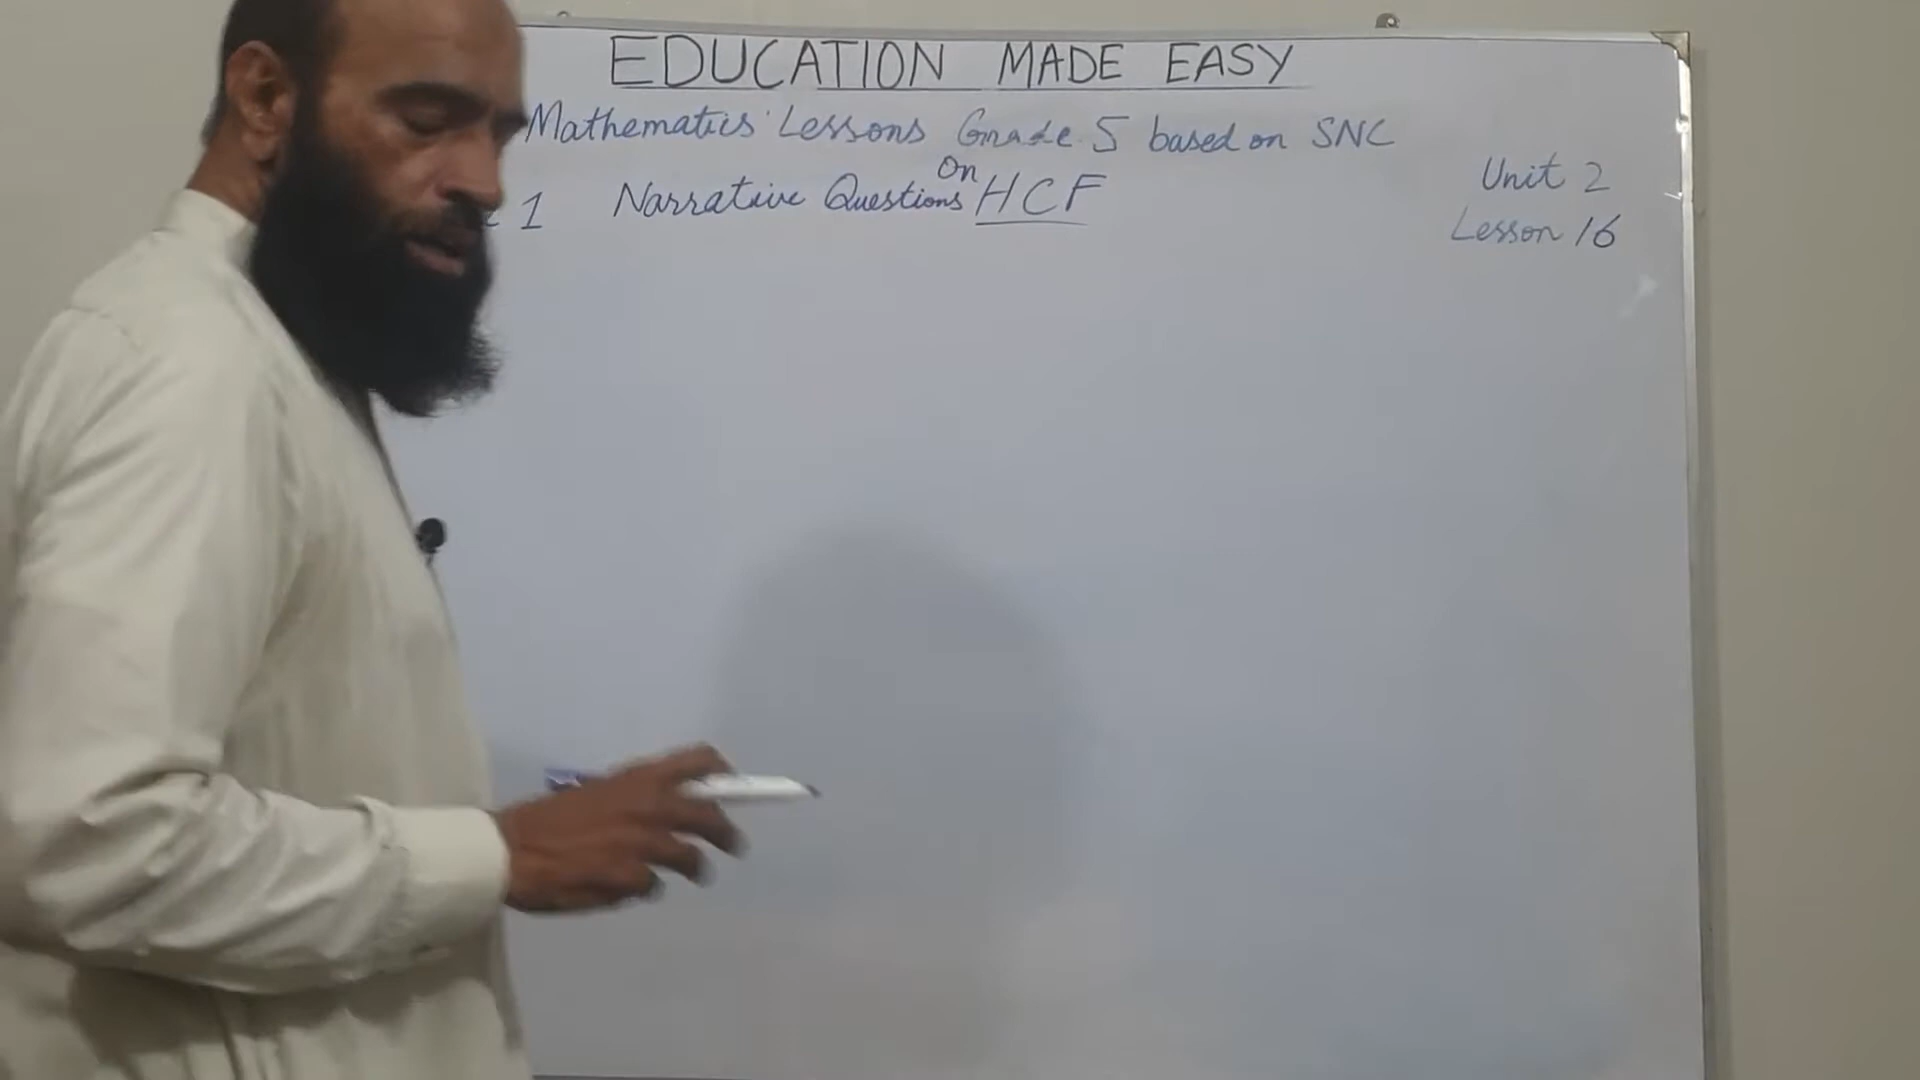 EDUCATION MADE EASY
Mathematics Lessons Grade 5 based on SNC
1 Narrative Questions On HCF
Unit 2
Lesson 16